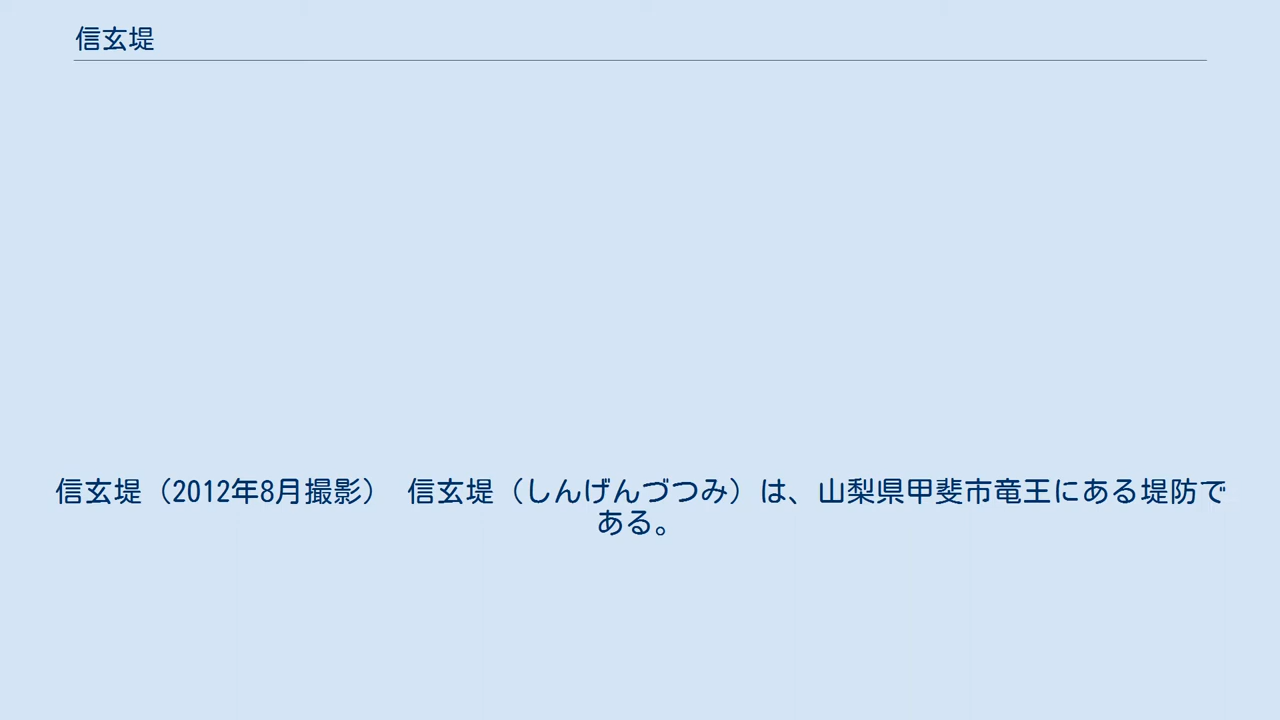 信玄堤
信玄堤（2012年8月撮影）　信玄堤（しんげんづつみ）は、山梨県甲斐市竜王にある堤防で
ある。